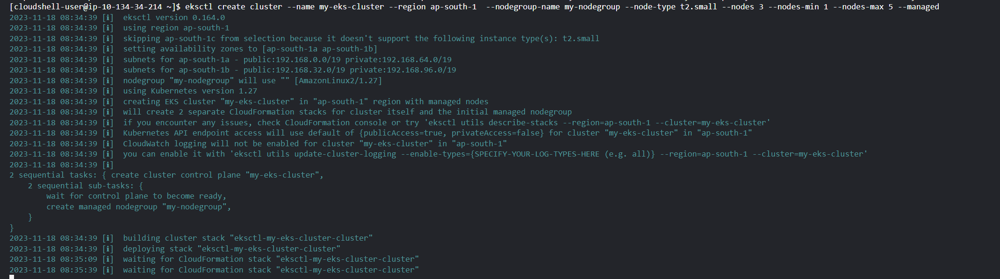 [cloudshell-user@ip-10-134-34-214 ~]$ eksctl create cluster --name my-eks-cluster --region ap-south-1  --nodegroup-name my-nodegroup --node-type t2.small --nodes 3 --nodes-min 1 --nodes-max 5 --managed
2023-11-18 08:34:39 [ℹ]  eksctl version 0.164.0
2023-11-18 08:34:39 [ℹ]  using region ap-south-1
2023-11-18 08:34:39 [ℹ]  skipping ap-south-1c from selection because it doesn't support the following instance type(s): t2.small
2023-11-18 08:34:39 [ℹ]  setting availability zones to [ap-south-1a ap-south-1b]
2023-11-18 08:34:39 [ℹ]  subnets for ap-south-1a - public:192.168.0.0/19 private:192.168.64.0/19
2023-11-18 08:34:39 [ℹ]  subnets for ap-south-1b - public:192.168.32.0/19 private:192.168.96.0/19
2023-11-18 08:34:39 [ℹ]  nodegroup "my-nodegroup" will use "" [AmazonLinux2/1.27]
2023-11-18 08:34:39 [ℹ]  using Kubernetes version 1.27
2023-11-18 08:34:39 [ℹ]  creating EKS cluster "my-eks-cluster" in "ap-south-1" region with managed nodes
2023-11-18 08:34:39 [ℹ]  will create 2 separate CloudFormation stacks for cluster itself and the initial managed nodegroup
2023-11-18 08:34:39 [ℹ]  if you encounter any issues, check CloudFormation console or try 'eksctl utils describe-stacks --region=ap-south-1 --cluster=my-eks-cluster'
2023-11-18 08:34:39 [ℹ]  Kubernetes API endpoint access will use default of {publicAccess=true, privateAccess=false} for cluster "my-eks-cluster" in "ap-south-1"
2023-11-18 08:34:39 [ℹ]  CloudWatch logging will not be enabled for cluster "my-eks-cluster" in "ap-south-1"
2023-11-18 08:34:39 [ℹ]  you can enable it with 'eksctl utils update-cluster-logging --enable-types={SPECIFY-YOUR-LOG-TYPES-HERE (e.g. all)} --region=ap-south-1 --cluster=my-eks-cluster'
2023-11-18 08:34:39 [ℹ]
2 sequential tasks: { create cluster control plane "my-eks-cluster",
    2 sequential sub-tasks: {
        wait for control plane to become ready,
        create managed nodegroup "my-nodegroup",
    }
}
2023-11-18 08:34:39 [ℹ]  building cluster stack "eksctl-my-eks-cluster-cluster"
2023-11-18 08:34:39 [ℹ]  deploying stack "eksctl-my-eks-cluster-cluster"
2023-11-18 08:35:09 [ℹ]  waiting for CloudFormation stack "eksctl-my-eks-cluster-cluster"
2023-11-18 08:35:39 [ℹ]  waiting for CloudFormation stack "eksctl-my-eks-cluster-cluster"